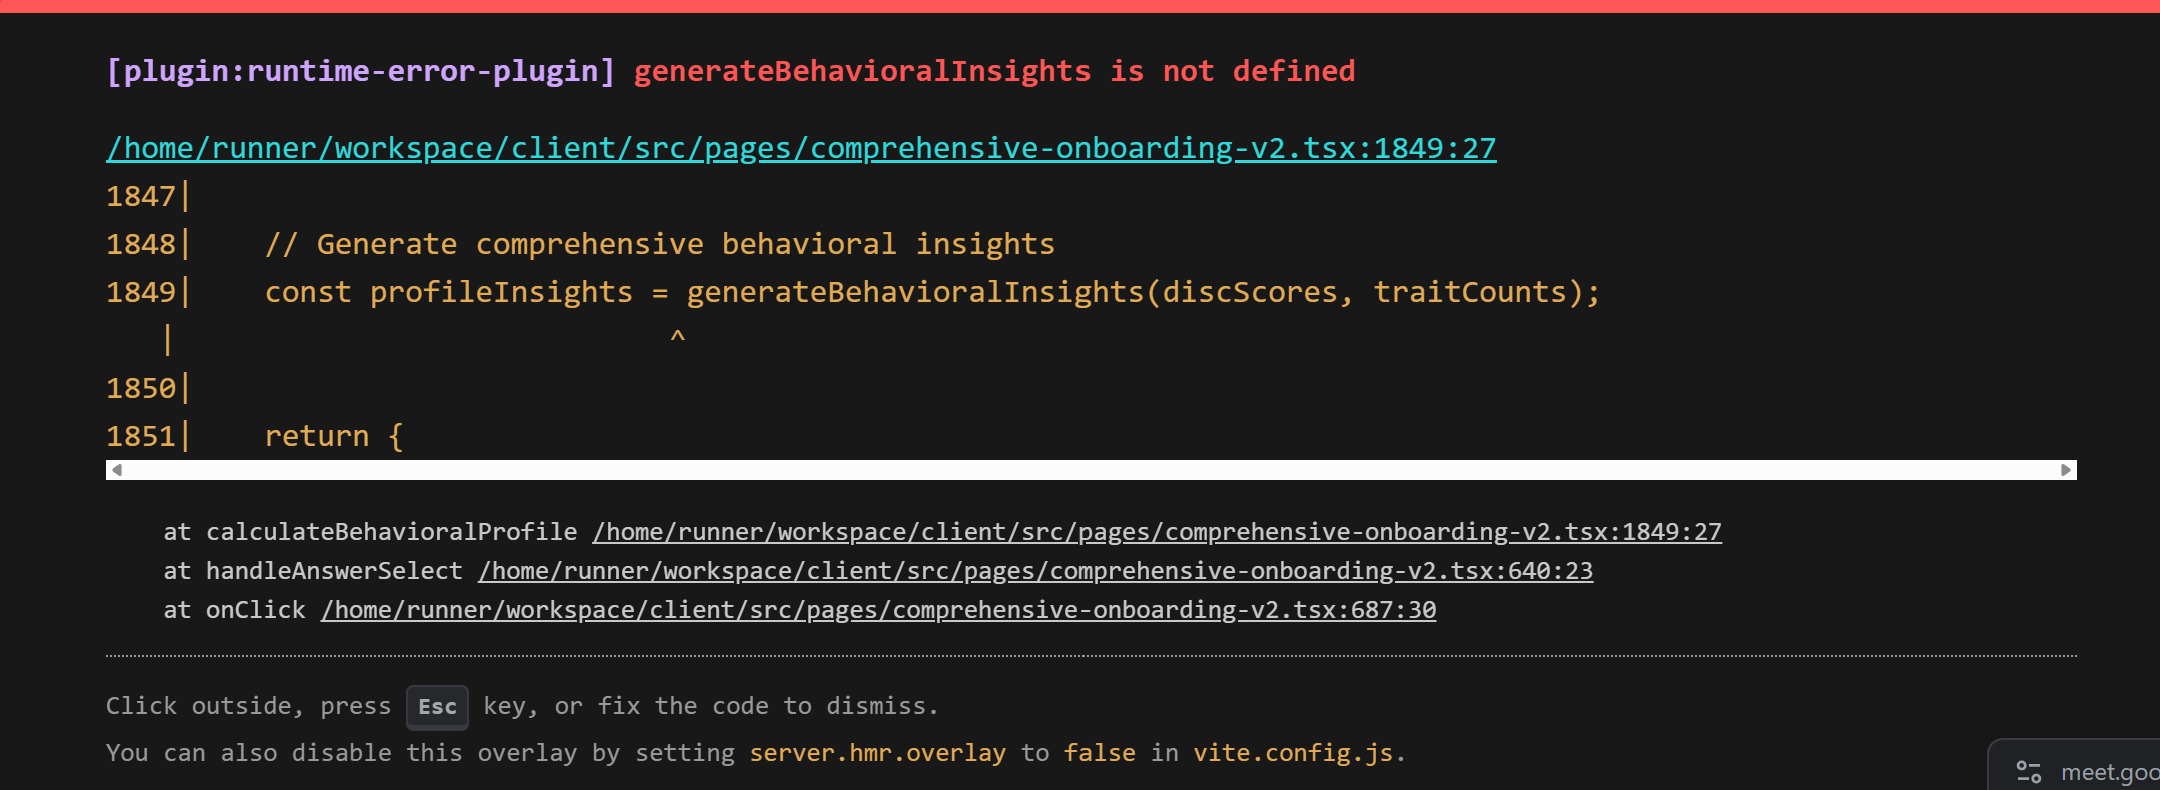 [plugin:runtime-error-plugin] generateBehavioralInsights is not defined
/home/runner/workspace/client/src/pages/comprehensive-onboarding-v2.tsx:1849:27
1847|
1848|    // Generate comprehensive behavioral insights
1849|    const profileInsights = generateBehavioralInsights(discScores, traitCounts);
   |                            ^
1850|
1851|    return {
at calculateBehavioralProfile /home/runner/workspace/client/src/pages/comprehensive-onboarding-v2.tsx:1849:27
at handleAnswerSelect /home/runner/workspace/client/src/pages/comprehensive-onboarding-v2.tsx:640:23
at onClick /home/runner/workspace/client/src/pages/comprehensive-onboarding-v2.tsx:687:30
Click outside, press Esc key, or fix the code to dismiss.
You can also disable this overlay by setting server.hmr.overlay to false in vite.config.js.
meet.goo